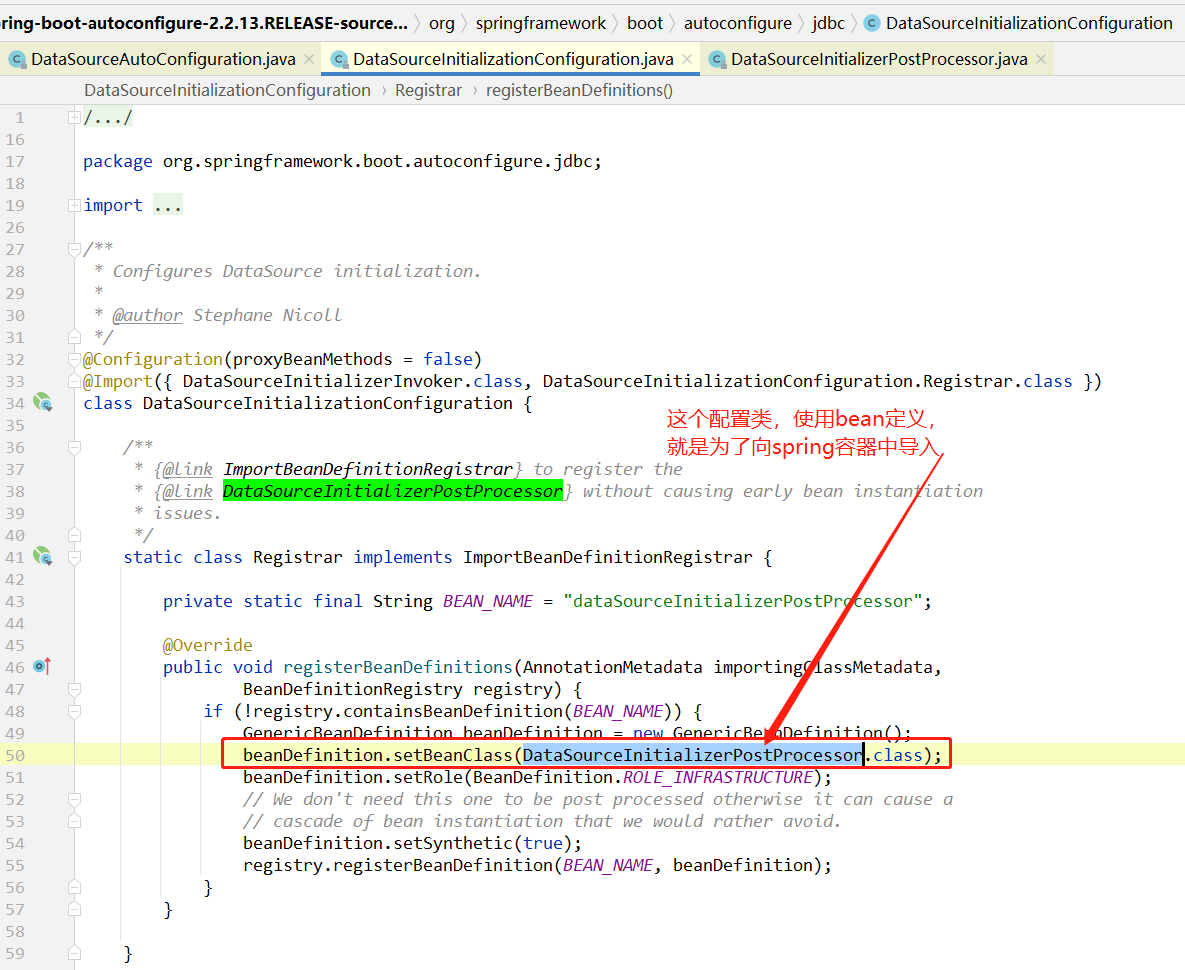 ring-boot-autoconfigure-2.2.13.RELEASE-source... org springframework boot autoconfigure jdbc DataSourceInitializationConfiguration
DataSourceAutoConfiguration.java DataSourceInitializationConfiguration.java DataSourceInitializerPostProcessor.java
DataSourceInitializationConfiguration › Registrar › registerBeanDefinitions()
1 /.../
16
17 package org.springframework.boot.autoconfigure.jdbc;
18
19 import ...
26
27 /**
28 * Configures DataSource initialization.
29 *
30 * @author Stephane Nicoll
31 */
32 @Configuration(proxyBeanMethods = false)
33 @Import({ DataSourceInitializerInvoker.class, DataSourceInitializationConfiguration.Registrar.class })
34 class DataSourceInitializationConfiguration {
这个配置类，使用bean定义，
就是为了向spring容器中导入
35
36 /**
37 * {@link ImportBeanDefinitionRegistrar} to register the
38 * {@link DataSourceInitializerPostProcessor} without causing early bean instantiation
39 * issues.
40 */
41 static class Registrar implements ImportBeanDefinitionRegistrar {
42
43 private static final String BEAN_NAME = "dataSourceInitializerPostProcessor";
44
45 @Override
46 public void registerBeanDefinitions(AnnotationMetadata importingClassMetadata,
47 BeanDefinitionRegistry registry) {
48 if (!registry.containsBeanDefinition(BEAN_NAME)) {
49 GenericBeanDefinition beanDefinition = new GenericBeanDefinition();
50 beanDefinition.setBeanClass(DataSourceInitializerPostProcessor.class);
51 beanDefinition.setRole(BeanDefinition.ROLE_INFRASTRUCTURE);
52 // We don't need this one to be post processed otherwise it can cause a
53 // cascade of bean instantiation that we would rather avoid.
54 beanDefinition.setSynthetic(true);
55 registry.registerBeanDefinition(BEAN_NAME, beanDefinition);
56 }
57 }
58
59 }